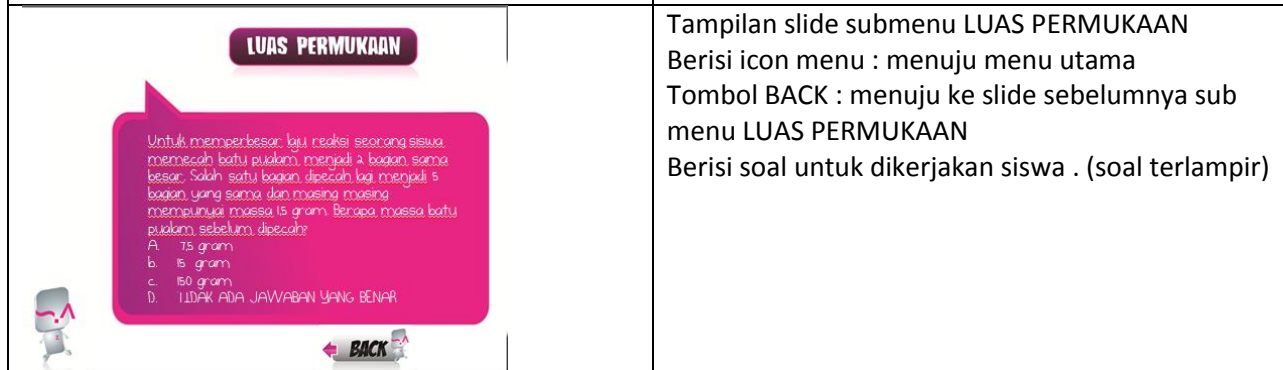 LUAS PERMUKAAN
Untuk memperbesar laju reaksi seorang siswa
memecah batu pualam menjadi 2 bagian sama
besar. Salah satu bagian dipecah lagi menjadi 5
bagian yang sama dan masing masing
mempunyai massa 1,5 gram. Berapa massa batu
pualam sebelum dipecah?
A. 7,5 gram
b. 15 gram
c. 150 gram
D. TIDAK ADA JAWABAN YANG BENAR
BACK
Tampilan slide submenu LUAS PERMUKAAN
Berisi icon menu : menuju menu utama
Tombol BACK : menuju ke slide sebelumnya sub
menu LUAS PERMUKAAN
Berisi soal untuk dikerjakan siswa . (soal terlampir)